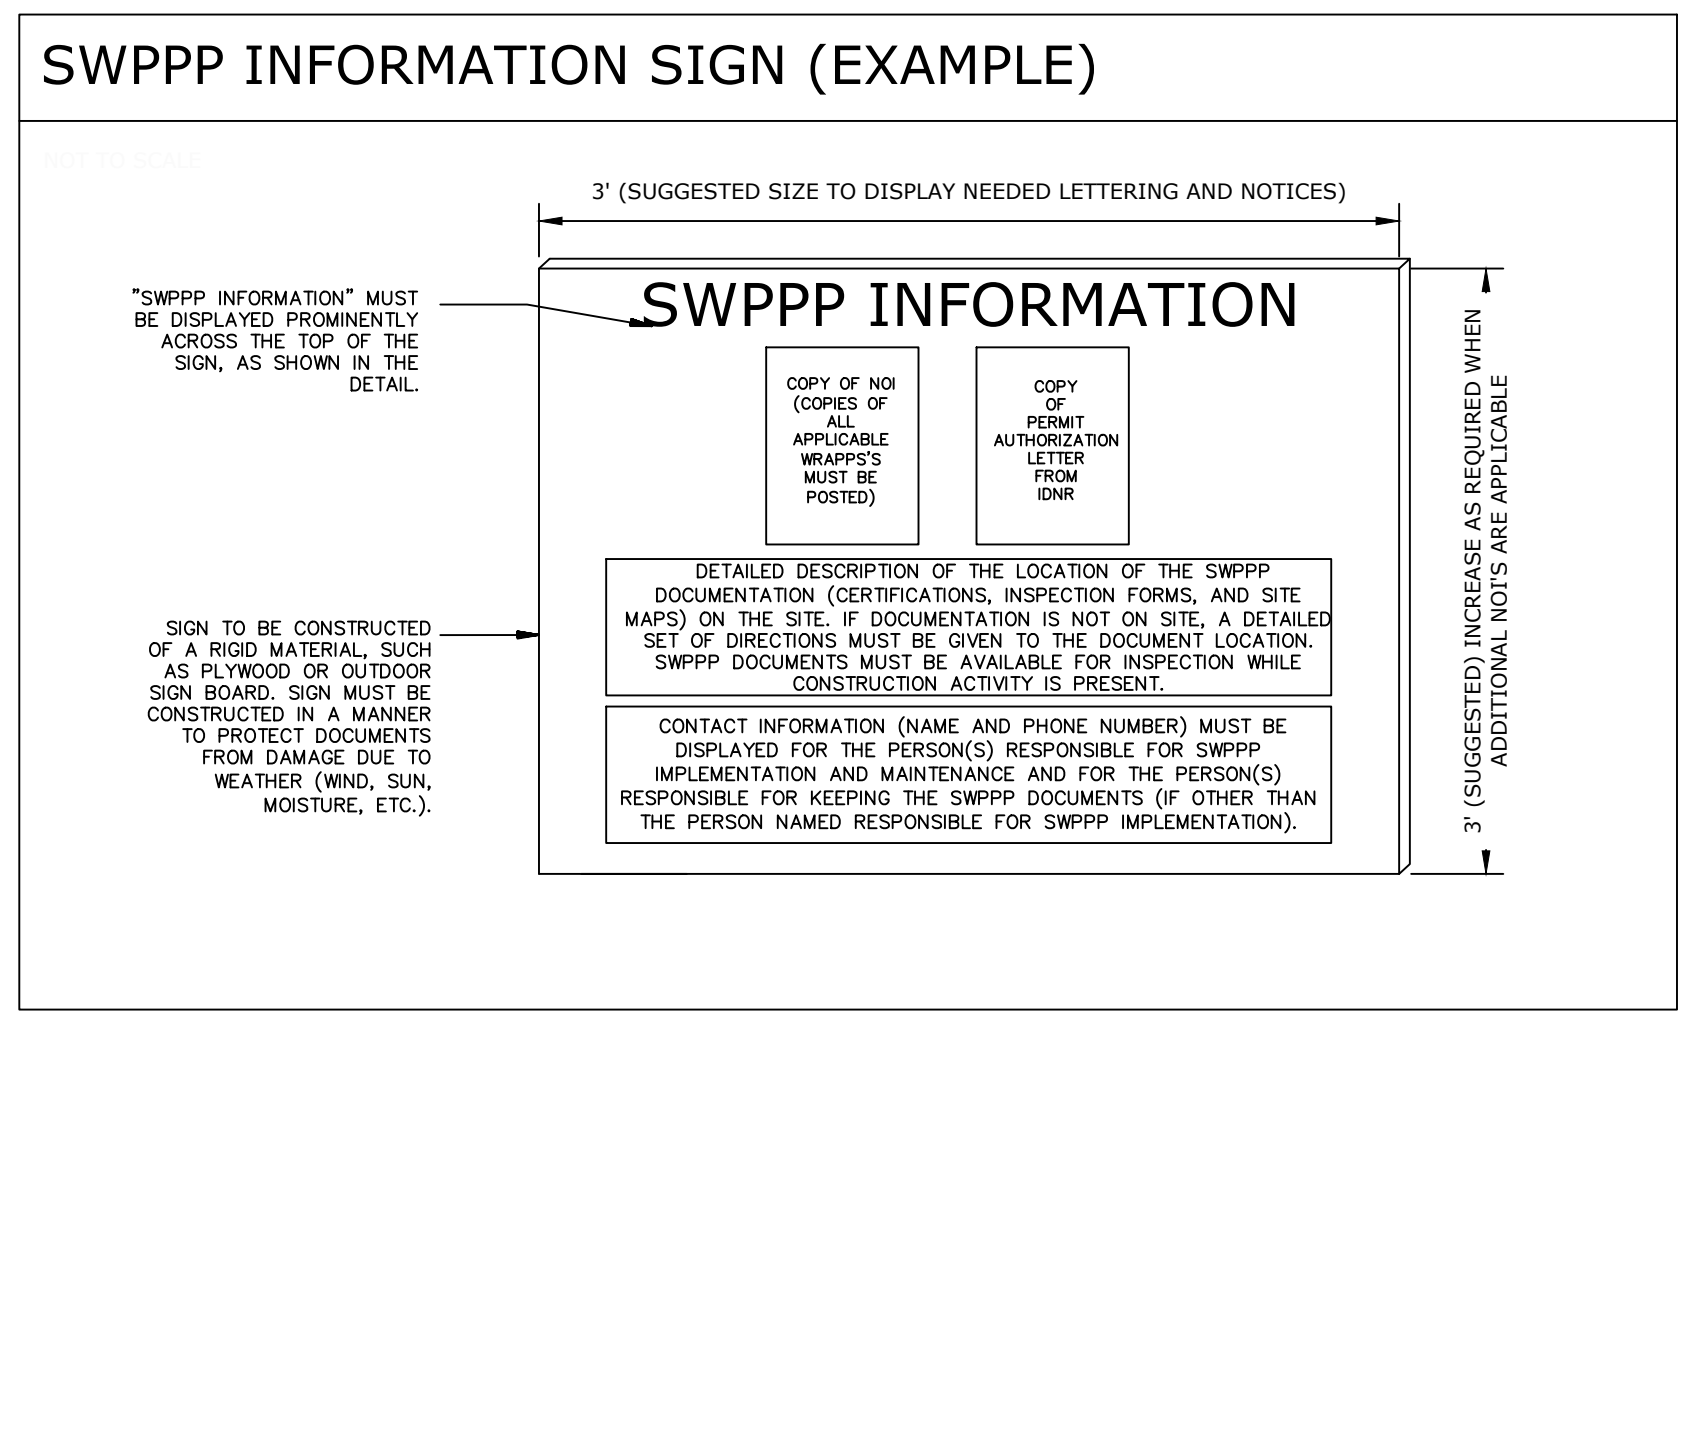 SWPPP INFORMATION SIGN (EXAMPLE)
NOT TO SCALE
3' (SUGGESTED SIZE TO DISPLAY NEEDED LETTERING AND NOTICES)
"SWPPP INFORMATION" MUST
BE DISPLAYED PROMINENTLY
ACROSS THE TOP OF THE
SIGN, AS SHOWN IN THE
DETAIL.
SWPPP INFORMATION
COPY OF NOI
(COPIES OF
ALL
APPLICABLE
WRAPPS'S
MUST BE
POSTED)
COPY
OF
PERMIT
AUTHORIZATION
LETTER
FROM
IDNR
3' (SUGGESTED) INCREASE AS REQUIRED WHEN
ADDITIONAL NOI'S ARE APPLICABLE
SIGN TO BE CONSTRUCTED
OF A RIGID MATERIAL, SUCH
AS PLYWOOD OR OUTDOOR
SIGN BOARD. SIGN MUST BE
CONSTRUCTED IN A MANNER
TO PROTECT DOCUMENTS
FROM DAMAGE DUE TO
WEATHER (WIND, SUN,
MOISTURE, ETC.).
DETAILED DESCRIPTION OF THE LOCATION OF THE SWPPP
DOCUMENTATION (CERTIFICATIONS, INSPECTION FORMS, AND SITE
MAPS) ON THE SITE. IF DOCUMENTATION IS NOT ON SITE, A DETAILED
SET OF DIRECTIONS MUST BE GIVEN TO THE DOCUMENT LOCATION.
SWPPP DOCUMENTS MUST BE AVAILABLE FOR INSPECTION WHILE
CONSTRUCTION ACTIVITY IS PRESENT.
CONTACT INFORMATION (NAME AND PHONE NUMBER) MUST BE
DISPLAYED FOR THE PERSON(S) RESPONSIBLE FOR SWPPP
IMPLEMENTATION AND MAINTENANCE AND FOR THE PERSON(S)
RESPONSIBLE FOR KEEPING THE SWPPP DOCUMENTS (IF OTHER THAN
THE PERSON NAMED RESPONSIBLE FOR SWPPP IMPLEMENTATION).